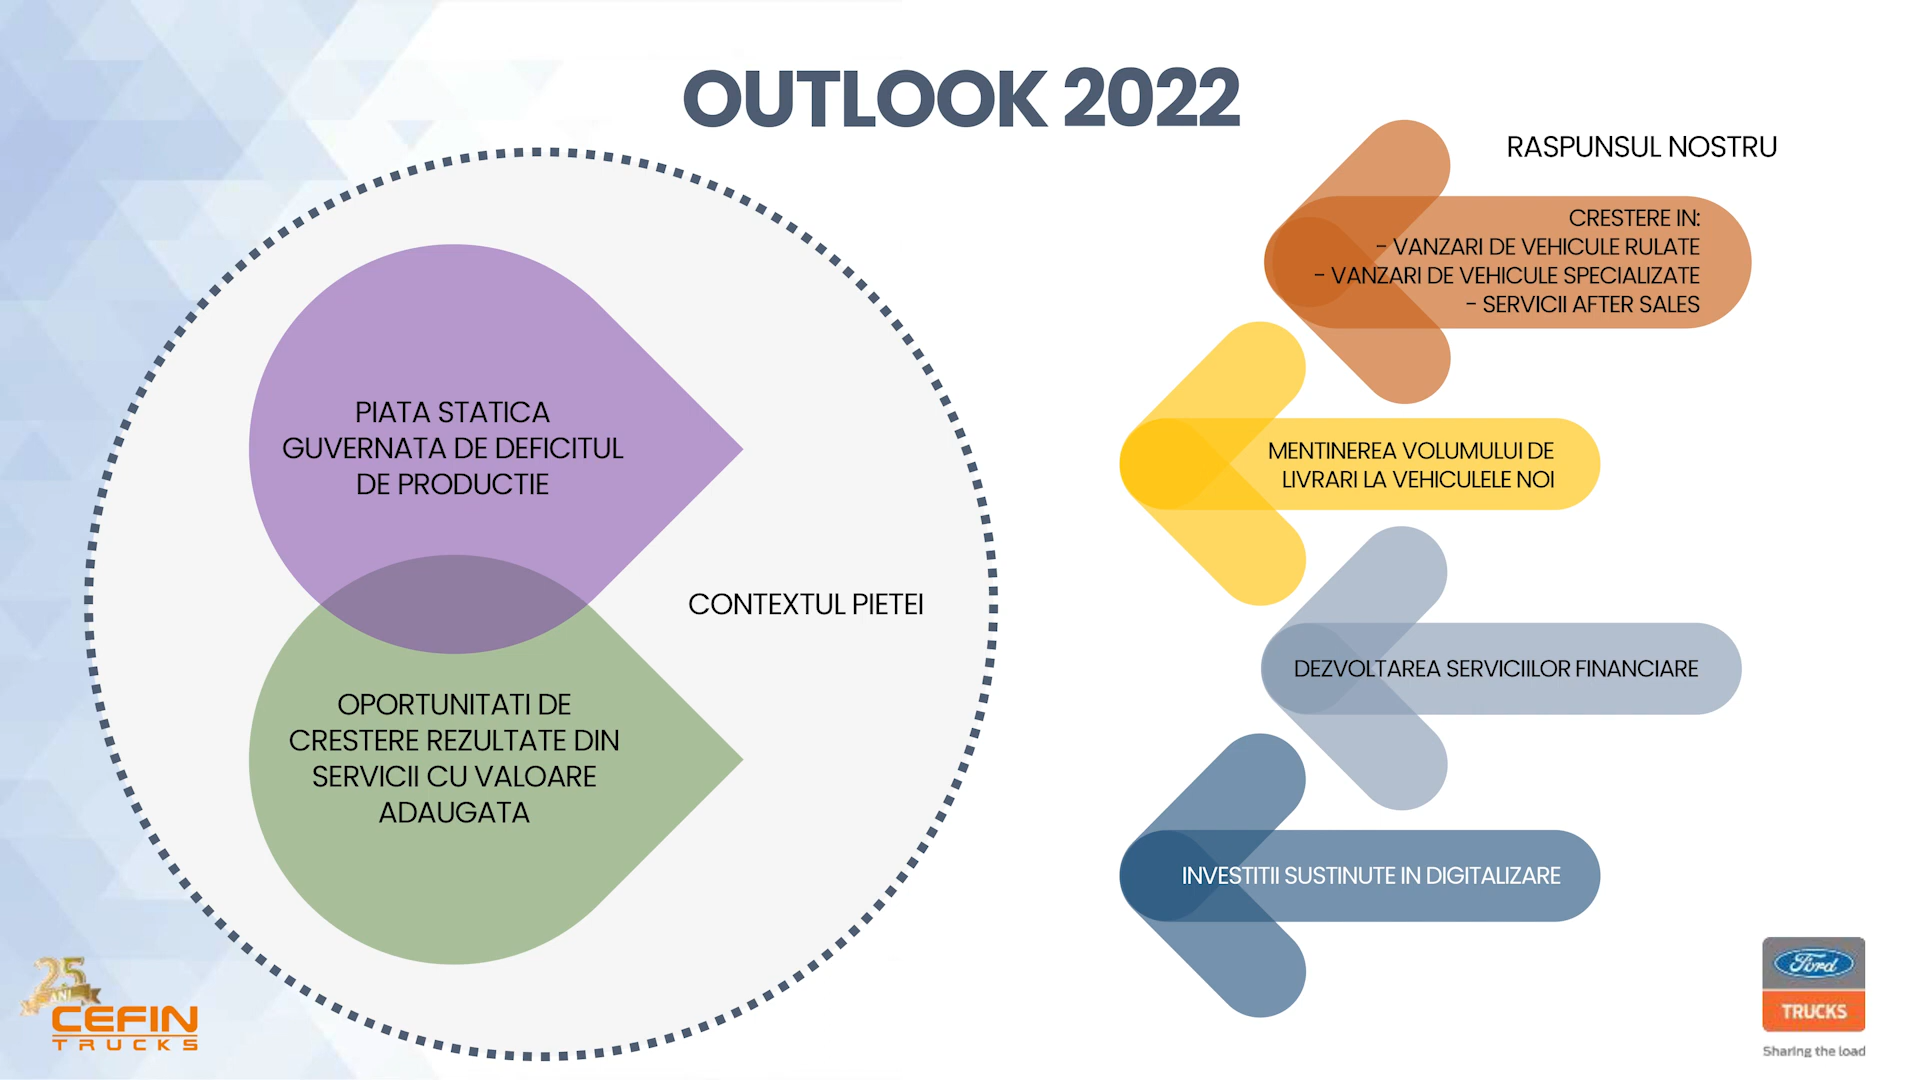 OUTLOOK 2022
PIATA STATICA
GUVERNATA DE DEFICITUL
DE PRODUCTIE
OPORTUNITATI DE
CRESTERE REZULTATE DIN
SERVICII CU VALOARE
ADAUGATA
CONTEXTUL PIETEI
RASPUNSUL NOSTRU
CRESTERE IN:
- VANZARI DE VEHICULE RULATE
- VANZARI DE VEHICULE SPECIALIZATE
- SERVICII AFTER SALES
MENTINEREA VOLUMULUI DE
LIVRARI LA VEHICULELE NOI
DEZVOLTAREA SERVICIILOR FINANCIARE
INVESTITII SUSTINUTE IN DIGITALIZARE
25
ANI
CEFIN
TRUCKS
Ford
TRUCKS
Sharing the load